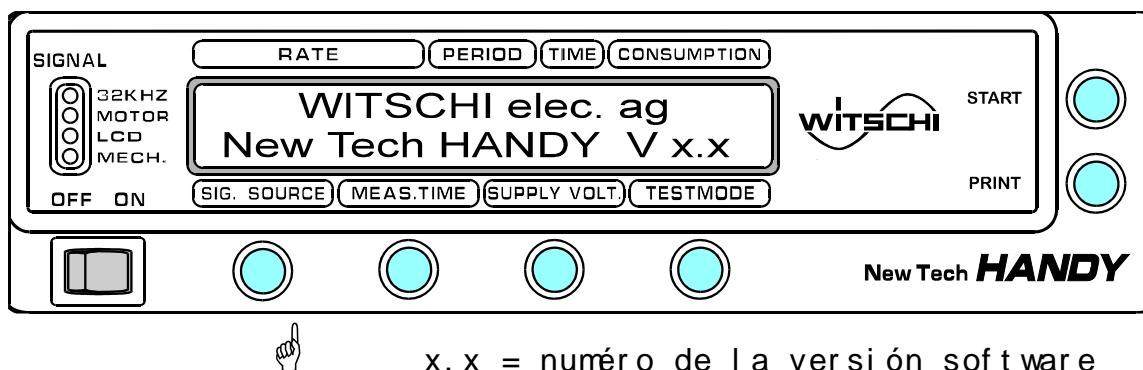 SIGNAL
RATE PERIOD TIME CONSUMPTION
32KHZ
MOTOR
LCD
MECH.
WITSCHI elec. ag
New Tech HANDY V x.x
WITSCHI
START
PRINT
OFF ON
SIG. SOURCE MEAS.TIME SUPPLY VOLT. TESTMODE
New Tech HANDY
x.x = numéro de la versión software